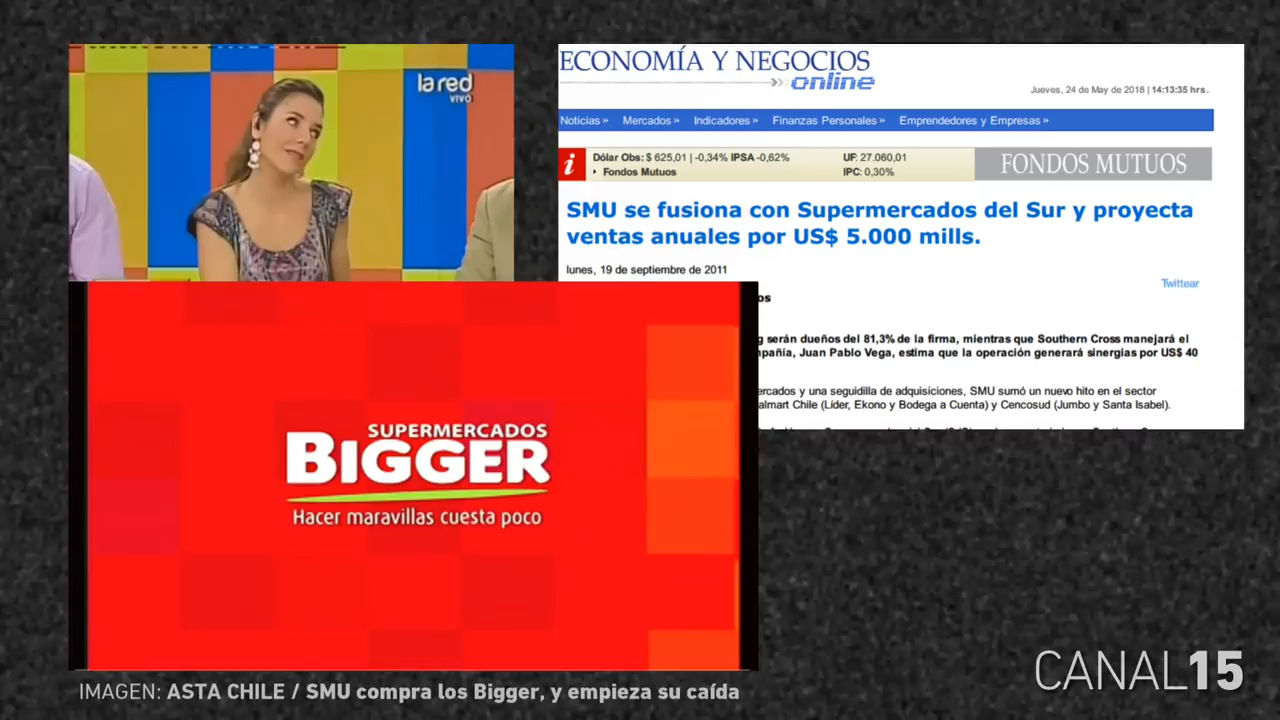 la red
VIVO
ECONOMÍA Y NEGOCIOS
online
Jueves, 24 de May de 2018 | 14:13:35 hrs.
Noticias » Mercados » Indicadores » Finanzas Personales » Emprendedores y Empresas »
i
Dólar Obs: $ 625,01 | -0,34% IPSA -0,62%
Fondos Mutuos
UF: 27.060,01
IPC: 0,30%
FONDOS MUTUOS
SMU se fusiona con Supermercados del Sur y proyecta
ventas anuales por US$ 5.000 mills.
lunes, 19 de septiembre de 2011
Twittear
os
g serán dueños del 81,3% de la firma, mientras que Southern Cross manejará el
pañía, Juan Pablo Vega, estima que la operación generará sinergias por US$ 40
ercados y una seguidilla de adquisiciones, SMU sumó un nuevo hito en el sector
almart Chile (Líder, Ekono y Bodega a Cuenta) y Cencosud (Jumbo y Santa Isabel).
SUPERMERCADOS
BIGGER
Hacer maravillas cuesta poco
IMAGEN: ASTA CHILE / SMU compra los Bigger, y empieza su caída
CANAL15